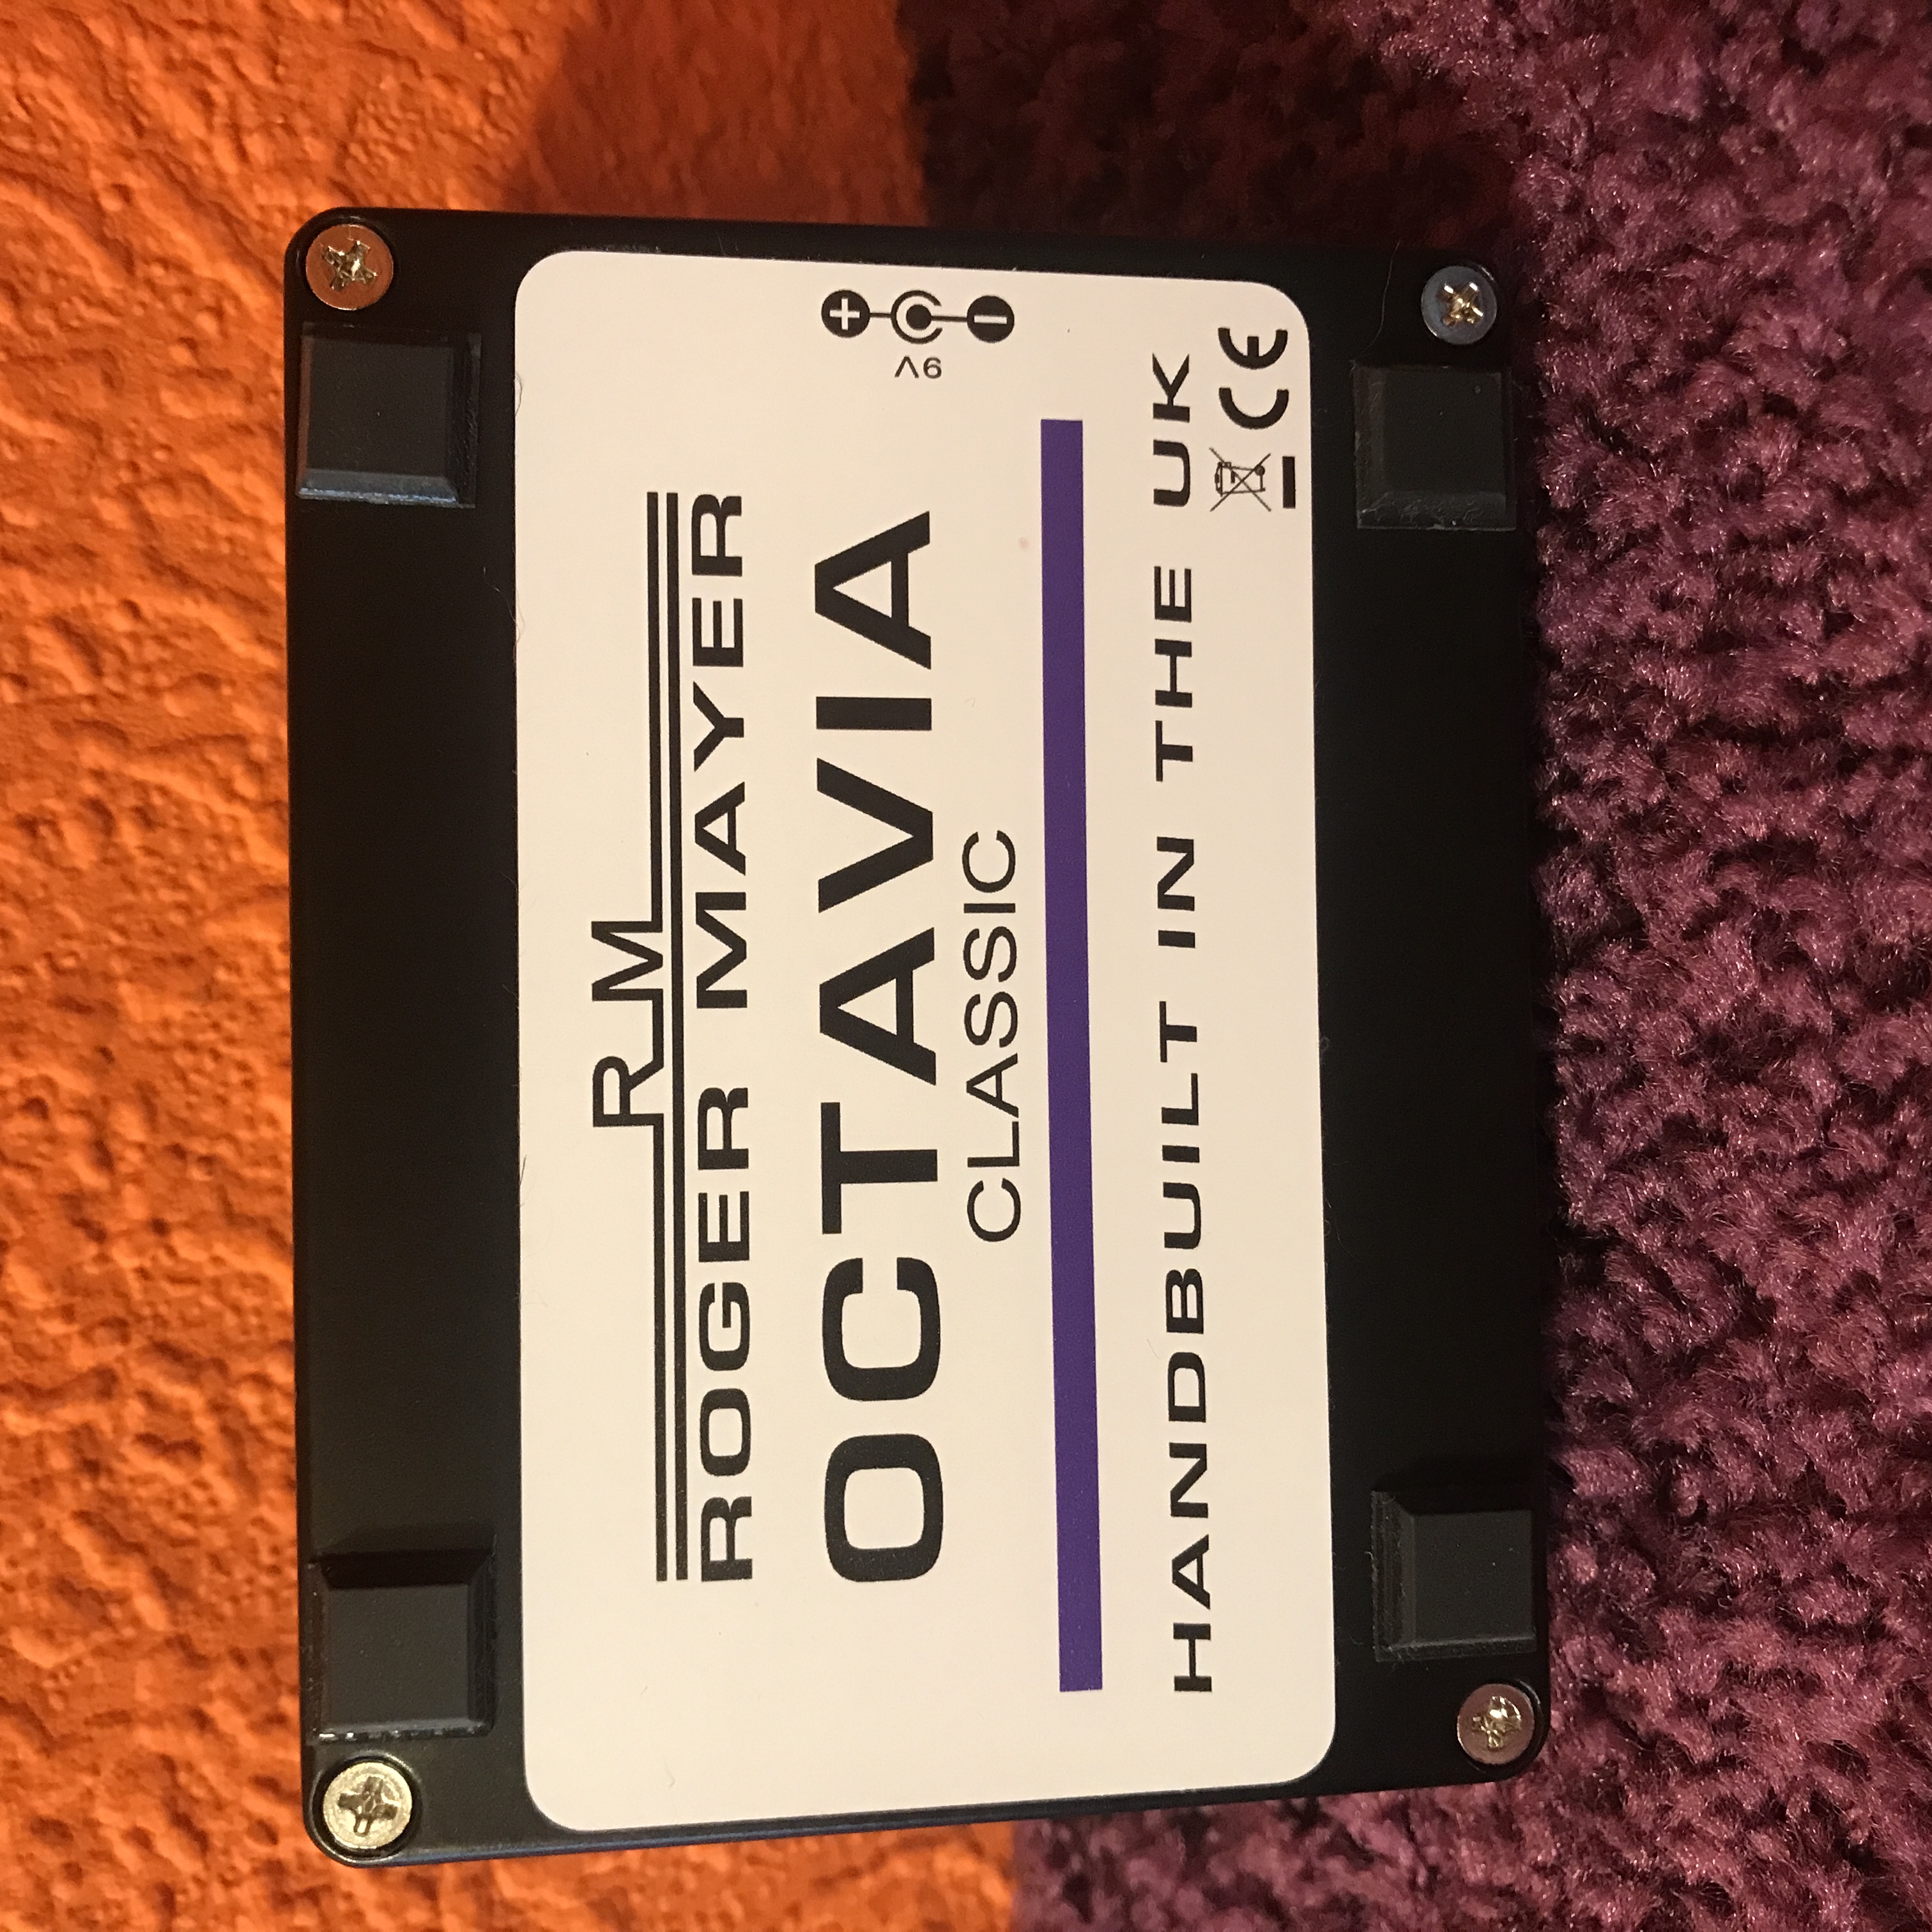 RM
ROGER MAYER
OCTAVIA
CLASSIC
9V
HANDBUILT IN THE UK
CE